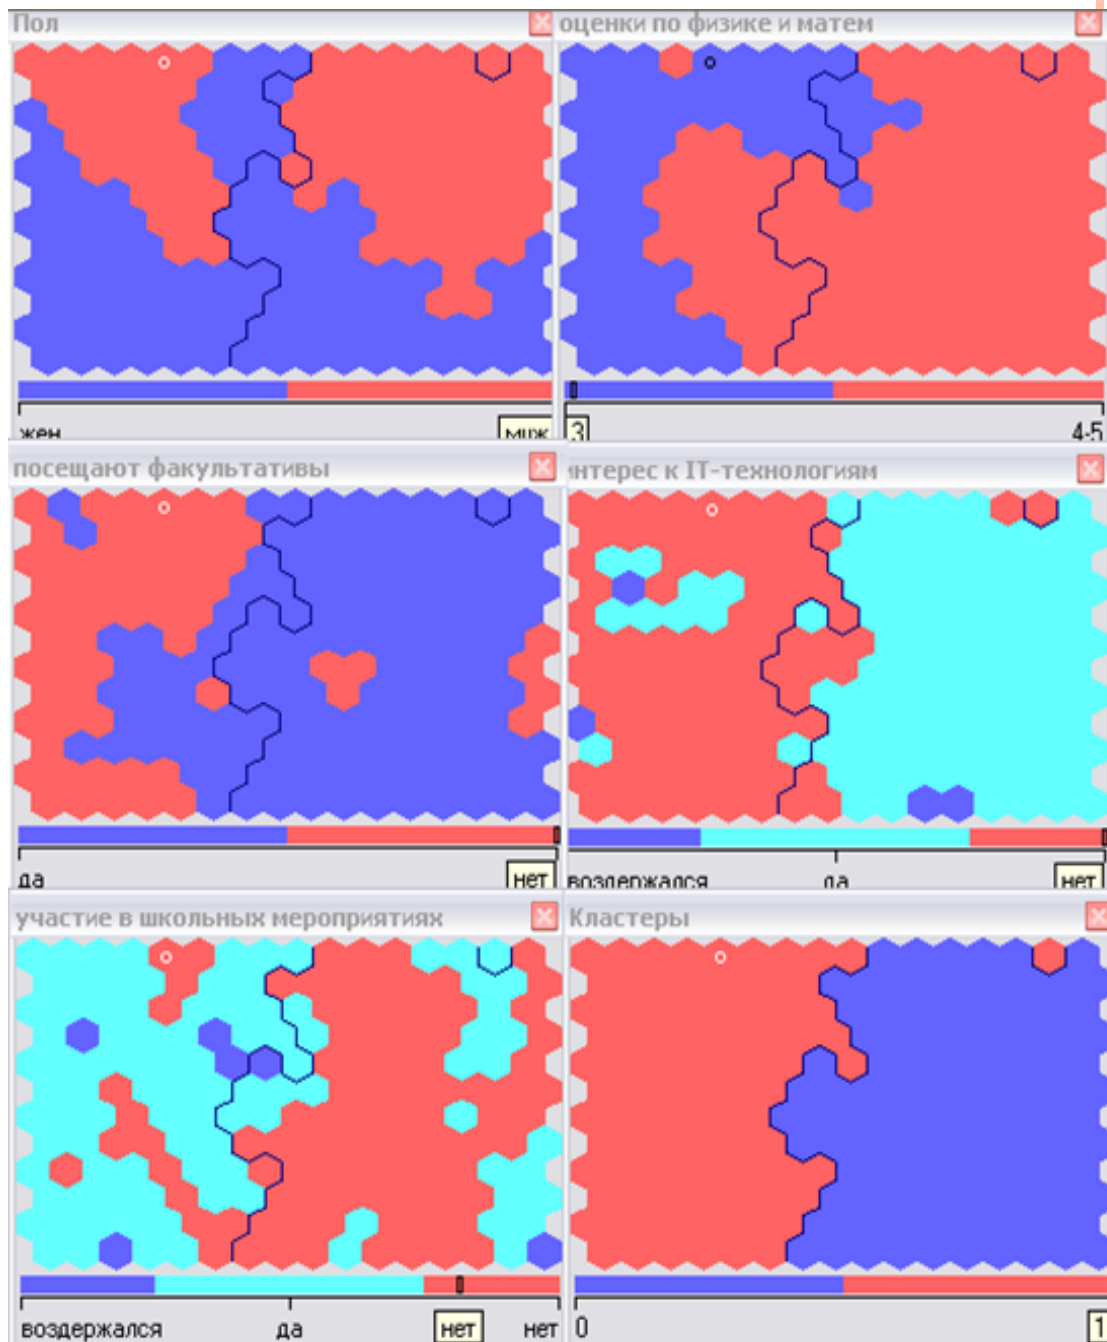 Пол
оценки по физике и матем
жен
муж
3
4-5
посещают факультативы
интерес к IT-технологиям
да
нет
воздержался
да
нет
участие в школьных мероприятиях
Кластеры
воздержался
да
нет
нет
0
1